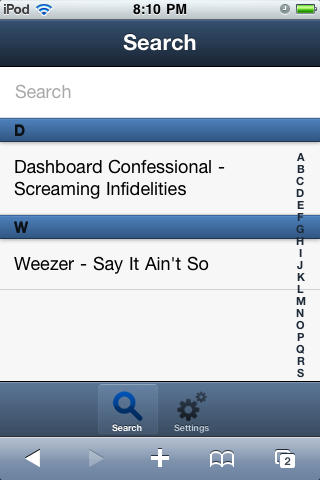 iPod 8:10 PM
Search
Search
D
Dashboard Confessional -
Screaming Infidelities
W
Weezer - Say It Ain't So
A
B
C
D
E
F
G
H
I
J
K
L
M
N
O
P
Q
R
S
Search Settings
2